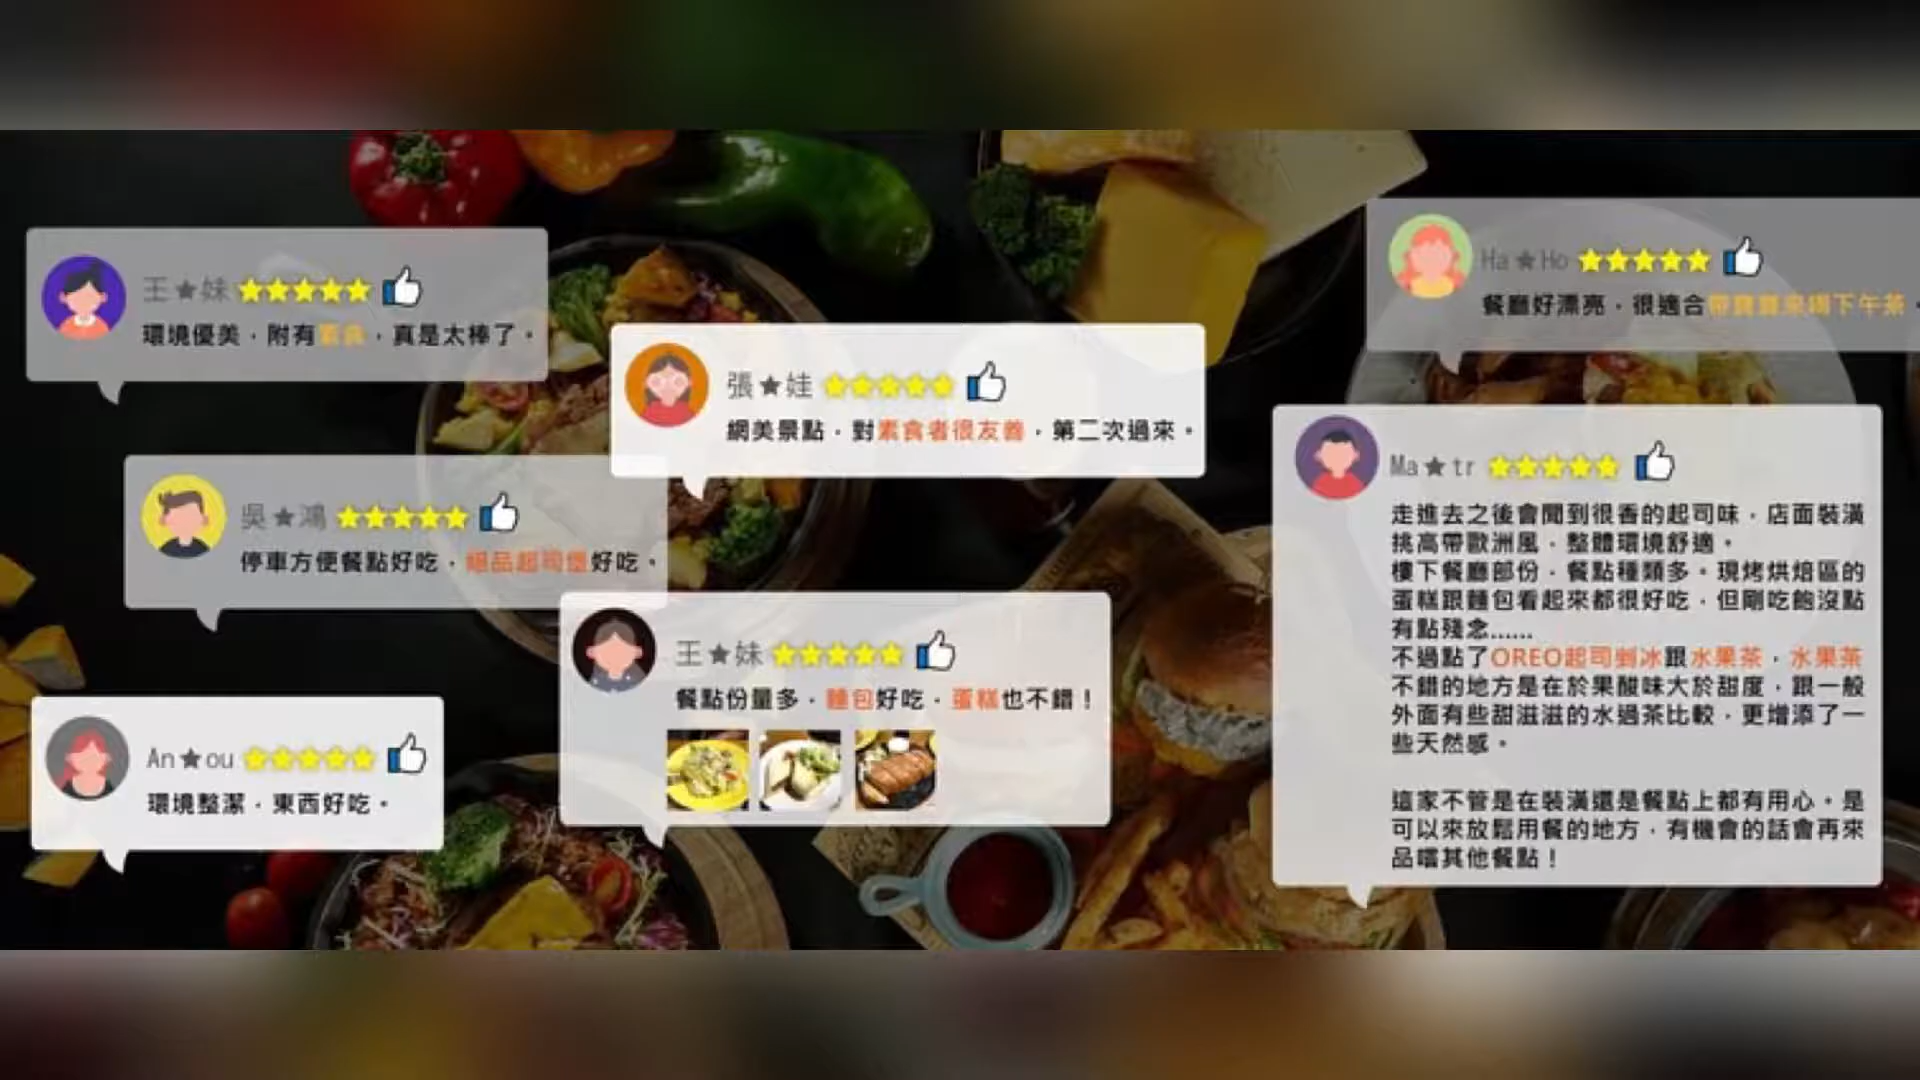 王★妹
環境優美，附有素食，真是太棒了。
張★娃
網美景點，對素食者很友善，第二次過來。
Ha★Ho
餐廳好漂亮，很適合帶寶寶來喝下午茶。
吳★鴻
停車方便餐點好吃，絕品起司堡好吃。
王★妹
餐點份量多，麵包好吃，蛋糕也不錯！
An★ou
環境整潔，東西好吃。
Ma★tr
走進去之後會聞到很香的起司味，店面裝潢
挑高帶歐洲風，整體環境舒適。
樓下餐廳部份，餐點種類多。現烤烘焙區的
蛋糕跟麵包看起來都很好吃，但剛吃飽沒點
有點殘念......
不過點了OREO起司剉冰跟水果茶，水果茶
不錯的地方是在於果酸味大於甜度，跟一般
外面有些甜滋滋的水過茶比較，更增添了一
些天然感。
這家不管是在裝潢還是餐點上都有用心。是
可以來放鬆用餐的地方，有機會的話會再來
品嚐其他餐點！